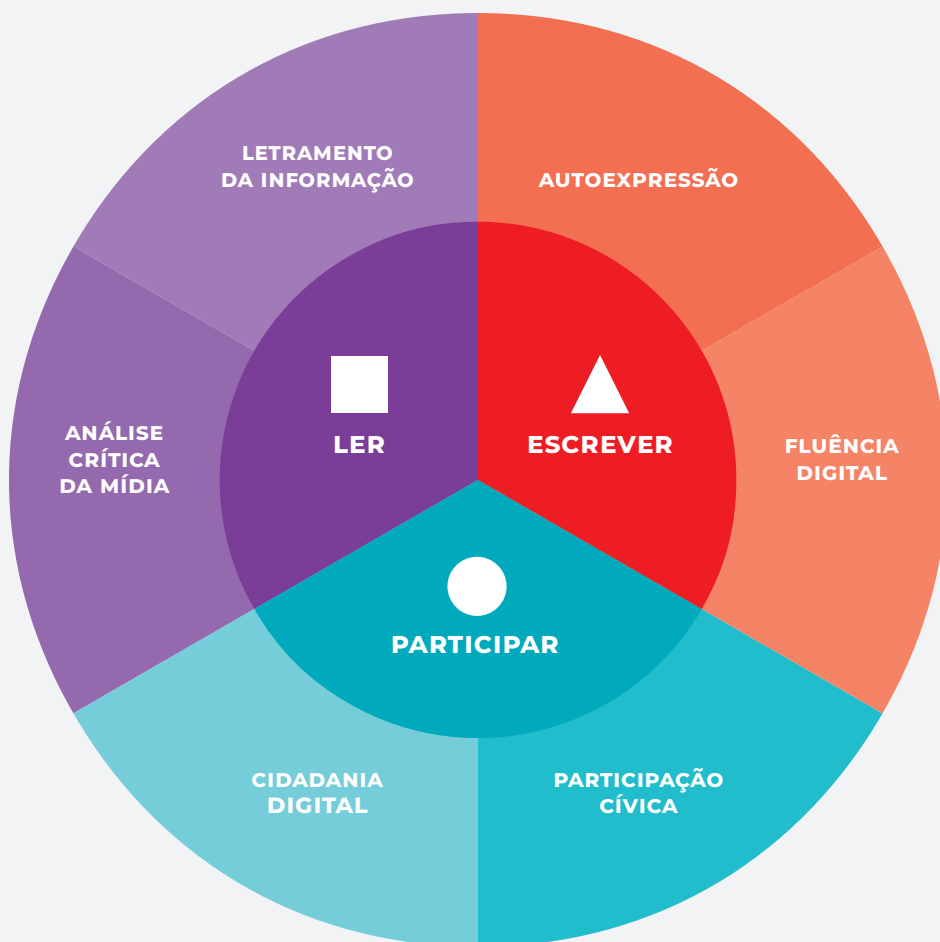 LETRAMENTO
DA INFORMAÇÃO
AUTOEXPRESSÃO
ANÁLISE
CRÍTICA
DA MÍDIA
LER
ESCREVER
FLUÊNCIA
DIGITAL
PARTICIPAR
CIDADANIA
DIGITAL
PARTICIPAÇÃO
CÍVICA